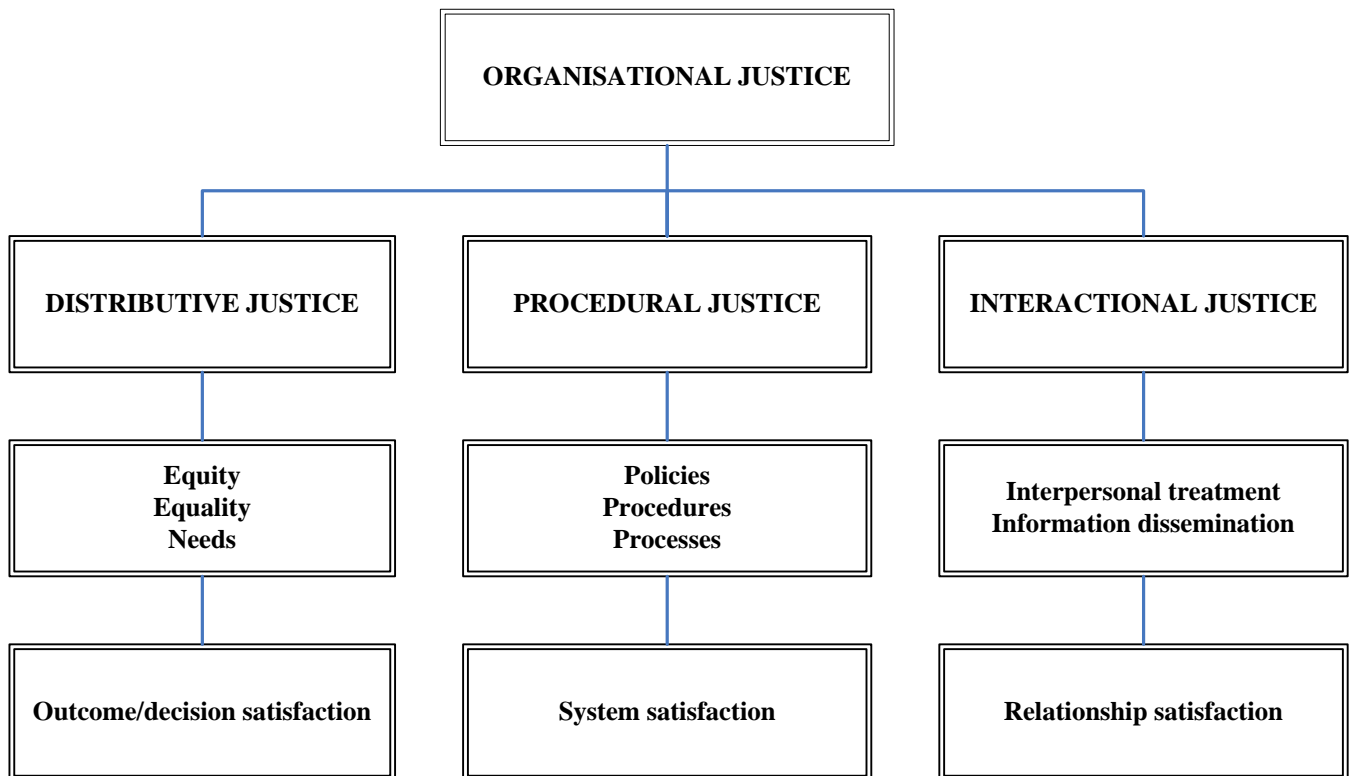 ORGANISATIONAL JUSTICE
DISTRIBUTIVE JUSTICE
PROCEDURAL JUSTICE
INTERACTIONAL JUSTICE
Equity
Equality
Needs
Policies
Procedures
Processes
Interpersonal treatment
Information dissemination
Outcome/decision satisfaction
System satisfaction
Relationship satisfaction